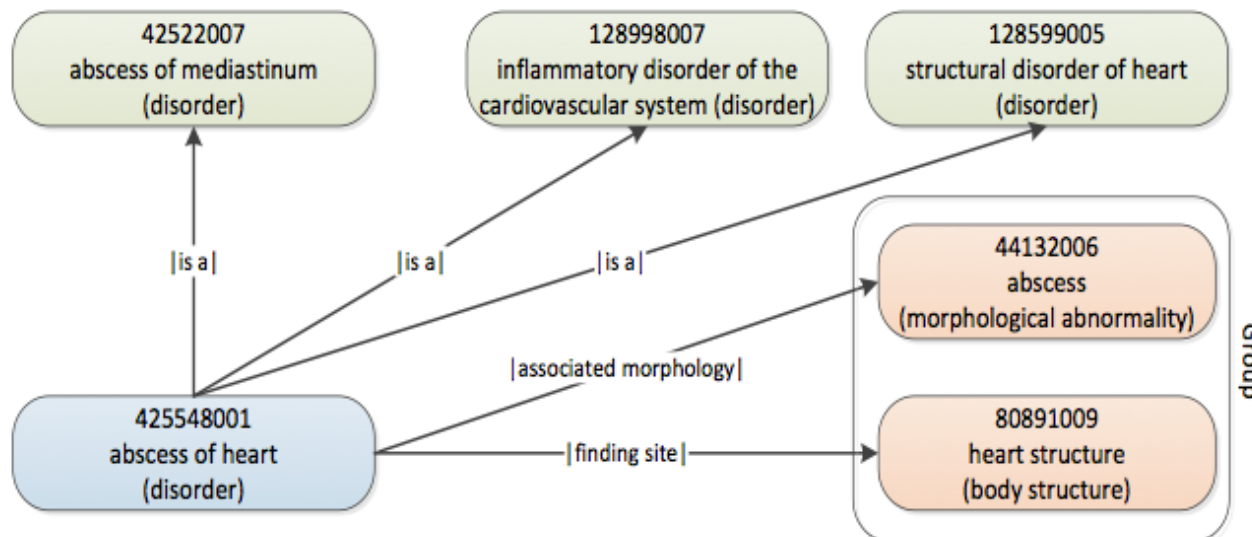 42522007
abscess of mediastinum
(disorder)
128998007
inflammatory disorder of the
cardiovascular system (disorder)
128599005
structural disorder of heart
(disorder)
|is a|
|is a|
|is a|
44132006
abscess
(morphological abnormality)
|associated morphology|
Group
425548001
abscess of heart
(disorder)
|finding site|
80891009
heart structure
(body structure)